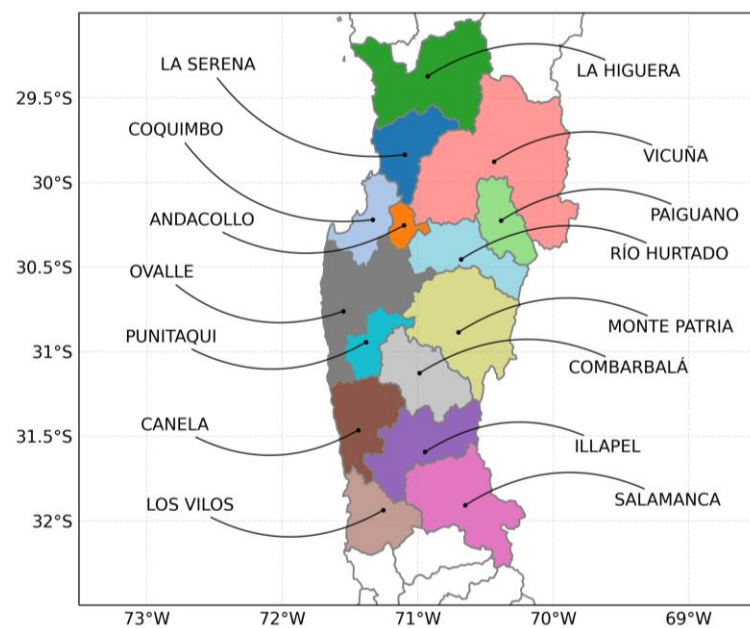 LA SERENA
LA HIGUERA
29.5°S
COQUIMBO
VICUÑA
30°S
ANDACOLLO
PAIGUANO
RÍO HURTADO
30.5°S
OVALLE
MONTE PATRIA
PUNITAQUI
31°S
COMBARBALÁ
CANELA
31.5°S
ILLAPEL
LOS VILOS
SALAMANCA
32°S
73°W 72°W 71°W 70°W 69°W